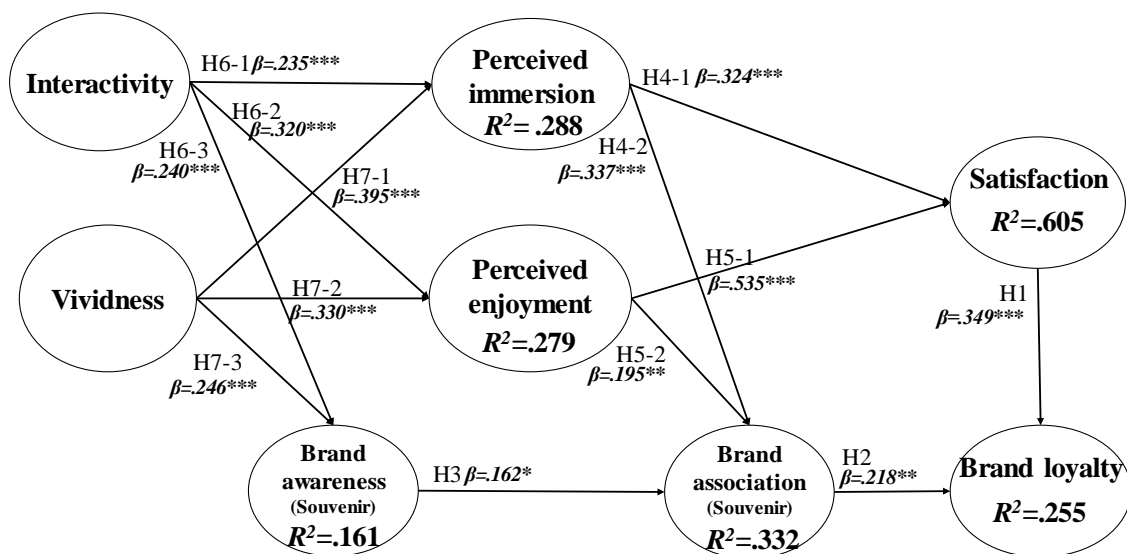 Interactivity
H6-1 β=.235***
Perceived
immersion
R²= .288
H4-1 β=.324***
H6-2
β=.320***
H6-3
β=.240***
H4-2
β=.337***
H7-1
β=.395***
Satisfaction
R²=.605
Vividness
H7-2
β=.330***
Perceived
enjoyment
R²=.279
H5-1
β=.535***
H1
β=.349***
H7-3
β=.246***
H5-2
β=.195**
Brand
awareness
(Souvenir)
R²=.161
H3 β=.162*
Brand
association
(Souvenir)
R²=.332
H2
β=.218**
Brand loyalty
R²=.255